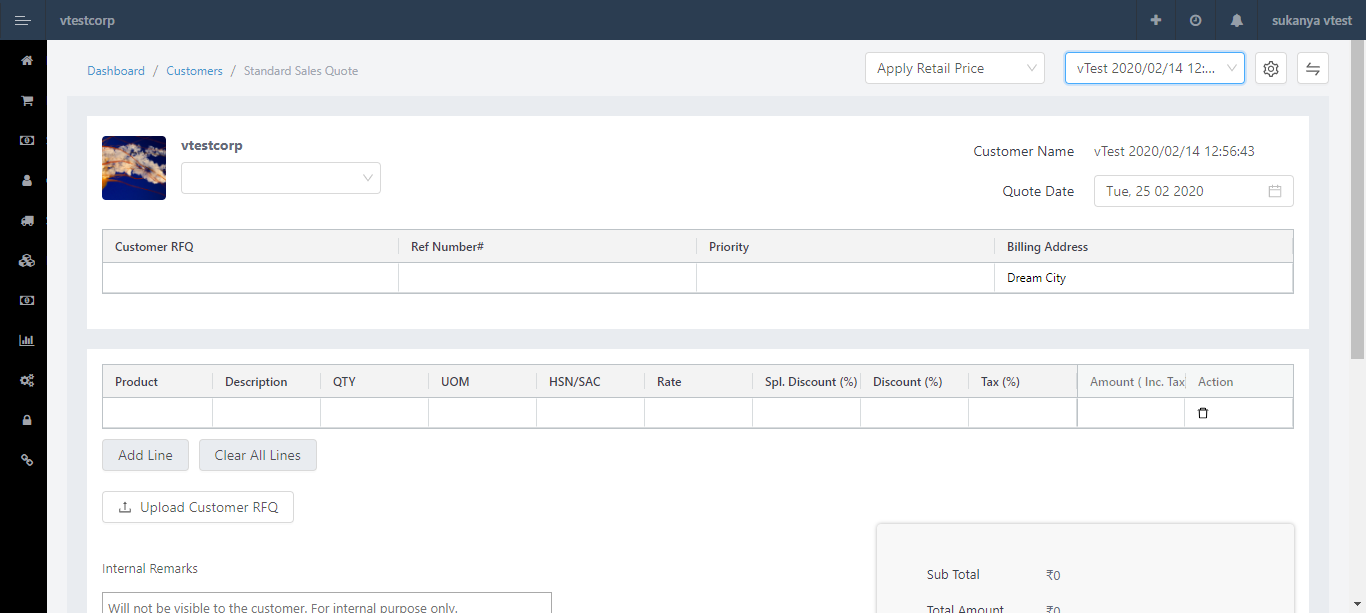 vtestcorp
sukanya vtest
Dashboard / Customers / Standard Sales Quote
Apply Retail Price
vTest 2020/02/14 12:...
vtestcorp
Customer Name vTest 2020/02/14 12:56:43
Quote Date Tue, 25 02 2020
Customer RFQ Ref Number# Priority Billing Address
Dream City
Product Description QTY UOM HSN/SAC Rate Spl. Discount (%) Discount (%) Tax (%) Amount ( Inc. Tax Action
Add Line Clear All Lines
Upload Customer RFQ
Sub Total ₹0
Internal Remarks
Total Amount ₹0
Will not be visible to the customer. For internal purpose only.